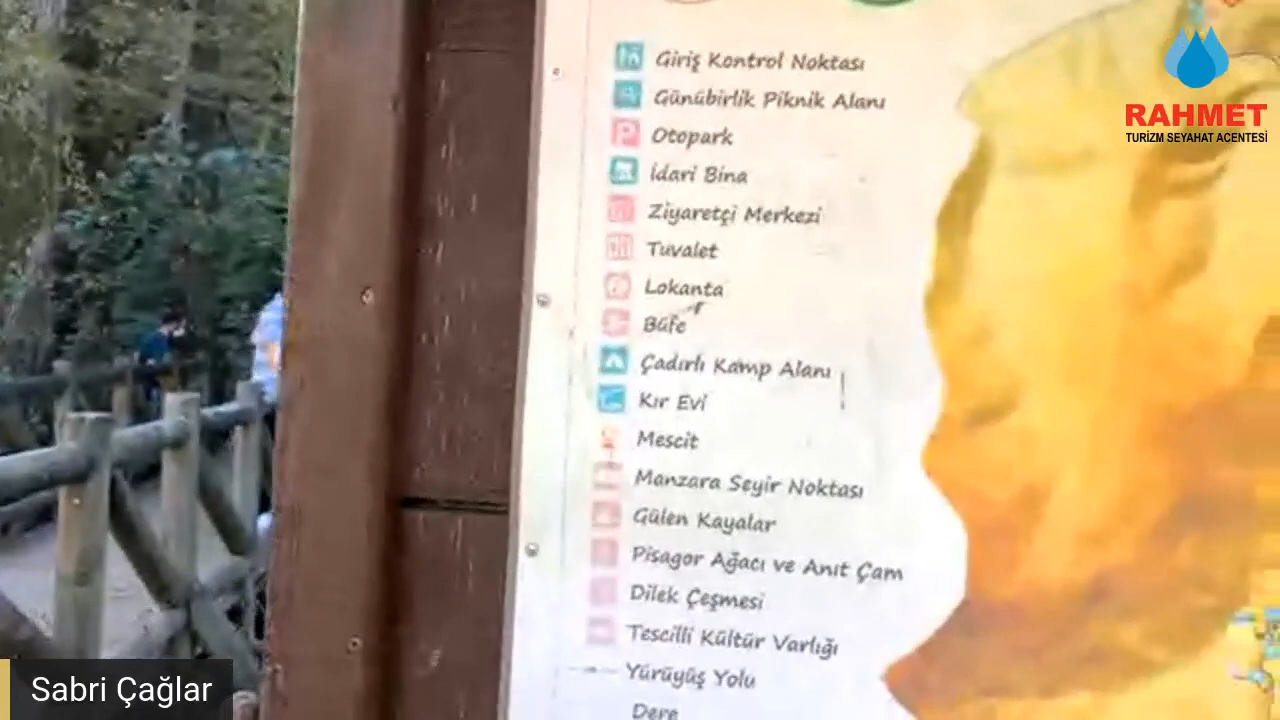 Giriş Kontrol Noktası
Günübirlik Piknik Alanı
Otopark
İdari Bina
Ziyaretçi Merkezi
Tuvalet
Lokanta
Büfe
Çadırlı Kamp Alanı
Kır Evi
Mescit
Manzara Seyir Noktası
Gülen Kayalar
Pisagor Ağacı ve Anıt Çam
Dilek Çeşmesi
Tescilli Kültür Varlığı
Yürüyüş Yolu
Dere
RAHMET
TURİZM SEYAHAT ACENTESİ
Sabri Çağlar